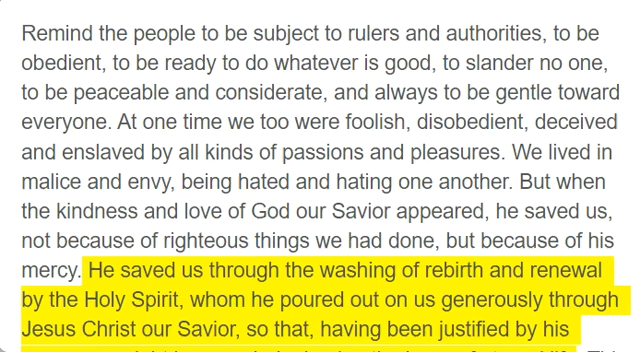 Remind the people to be subject to rulers and authorities, to be
obedient, to be ready to do whatever is good, to slander no one,
to be peaceable and considerate, and always to be gentle toward
everyone. At one time we too were foolish, disobedient, deceived
and enslaved by all kinds of passions and pleasures. We lived in
malice and envy, being hated and hating one another. But when
the kindness and love of God our Savior appeared, he saved us,
not because of righteous things we had done, but because of his
mercy. He saved us through the washing of rebirth and renewal
by the Holy Spirit, whom he poured out on us generously through
Jesus Christ our Savior, so that, having been justified by his